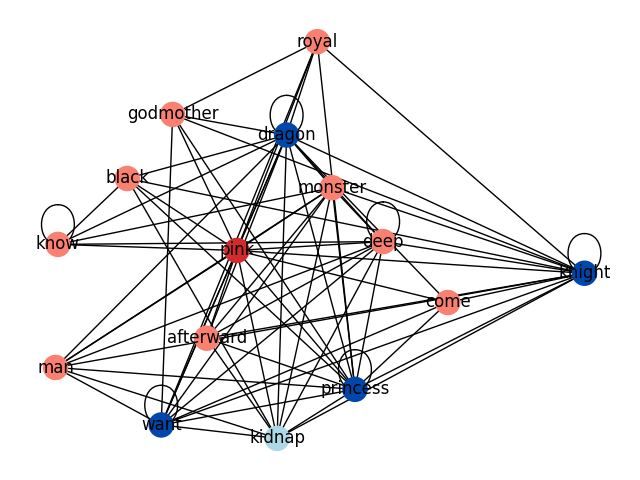 royal
godmother
dragon
black
monster
know
pink
deep
knight
come
afterward
man
princess
want
kidnap